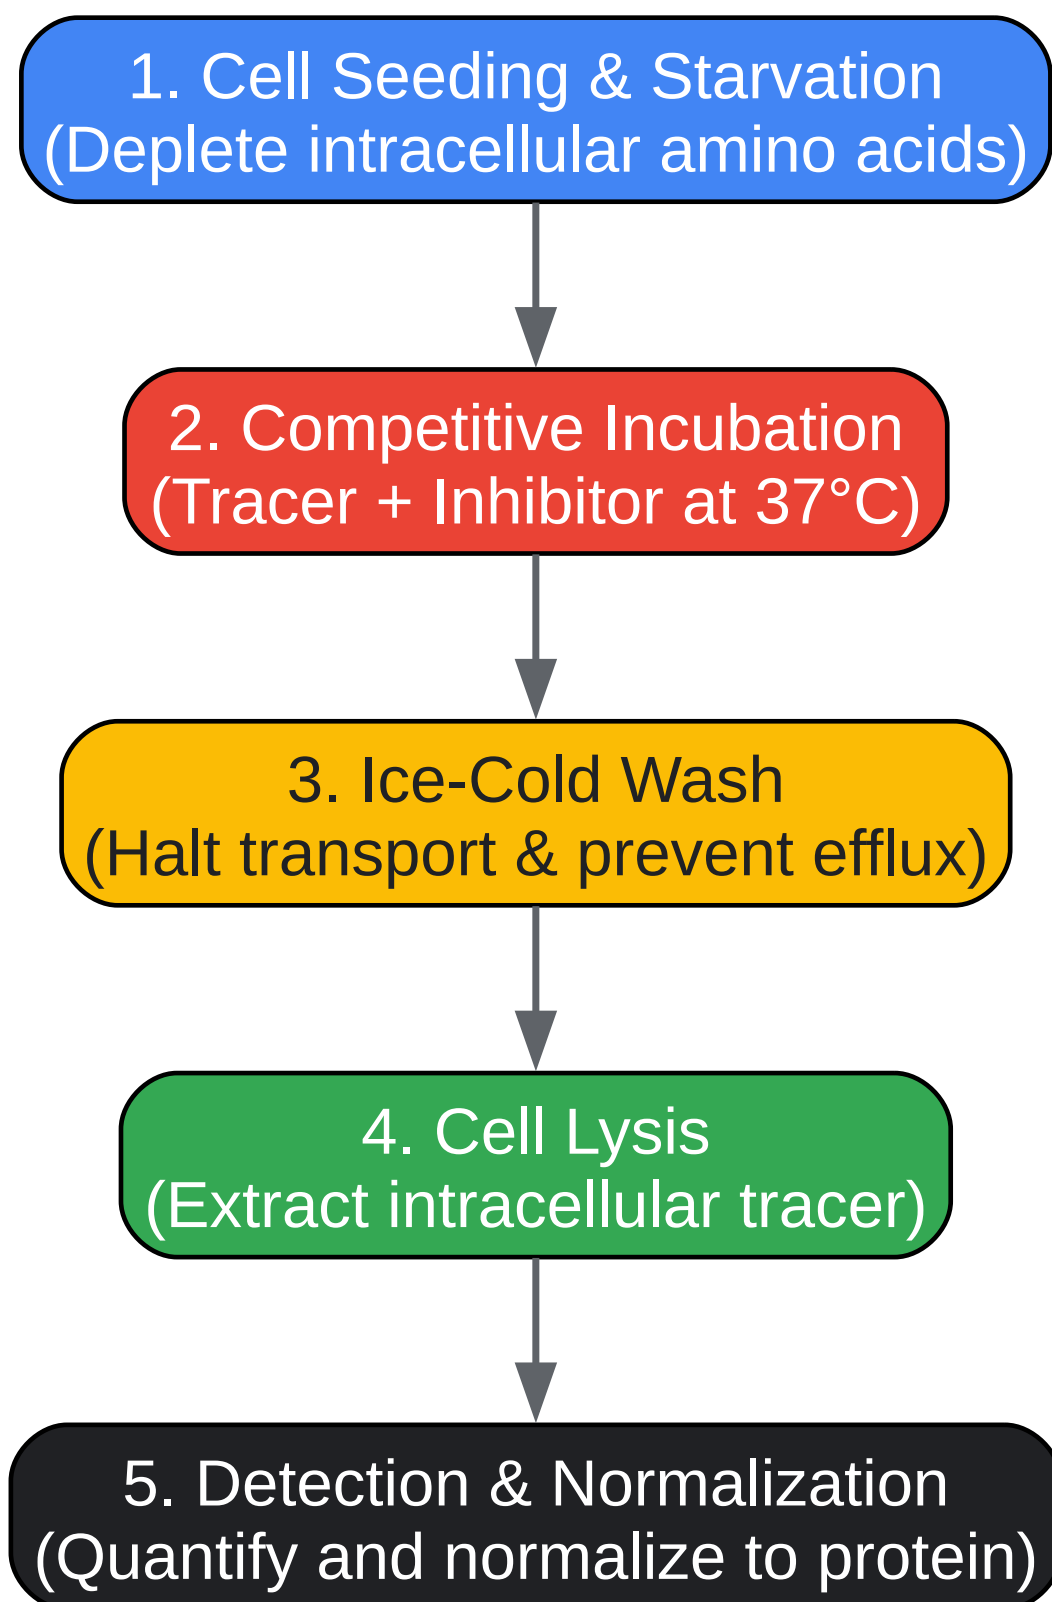 1. Cell Seeding & Starvation
(Deplete intracellular amino acids)
2. Competitive Incubation
(Tracer + Inhibitor at 37°C)
3. Ice-Cold Wash
(Halt transport & prevent efflux)
4. Cell Lysis
(Extract intracellular tracer)
5. Detection & Normalization
(Quantify and normalize to protein)